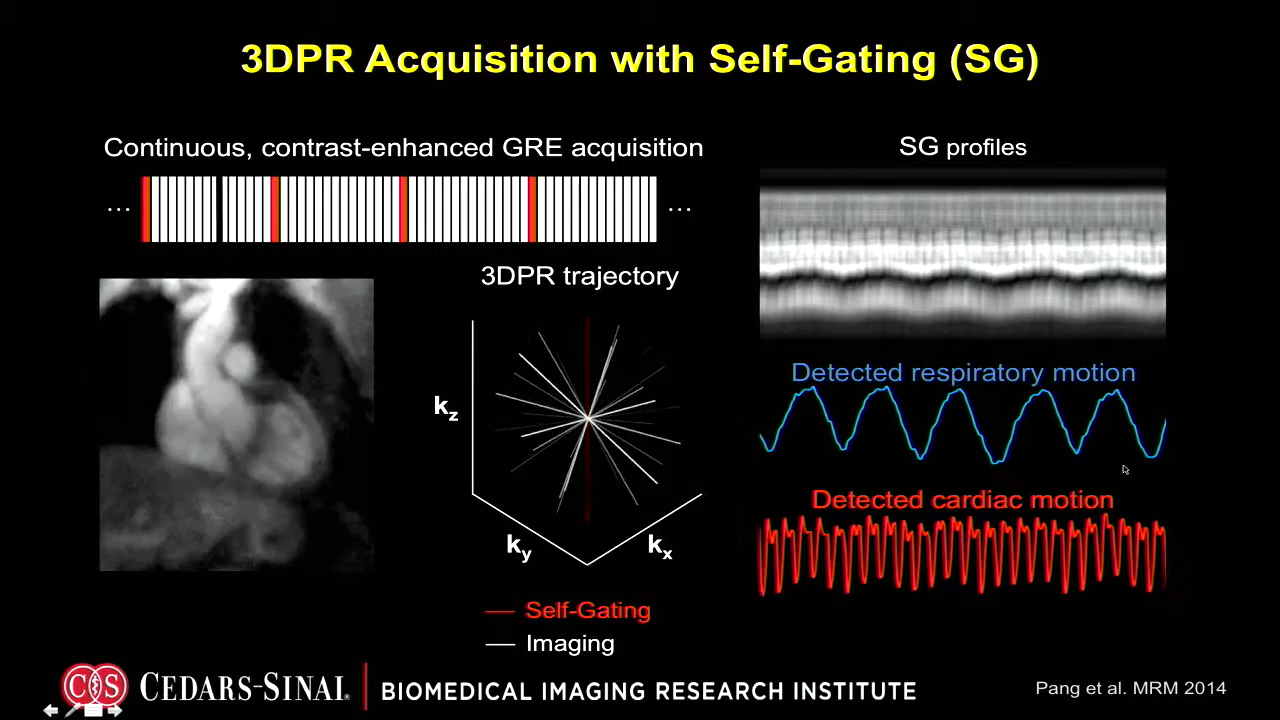 3DPR Acquisition with Self-Gating (SG)
Continuous, contrast-enhanced GRE acquisition
... ...
SG profiles
3DPR trajectory
kz
ky
kx
Self-Gating
Imaging
Detected respiratory motion
Detected cardiac motion
CEDARS-SINAI®
BIOMEDICAL IMAGING RESEARCH INSTITUTE
Pang et al. MRM 2014